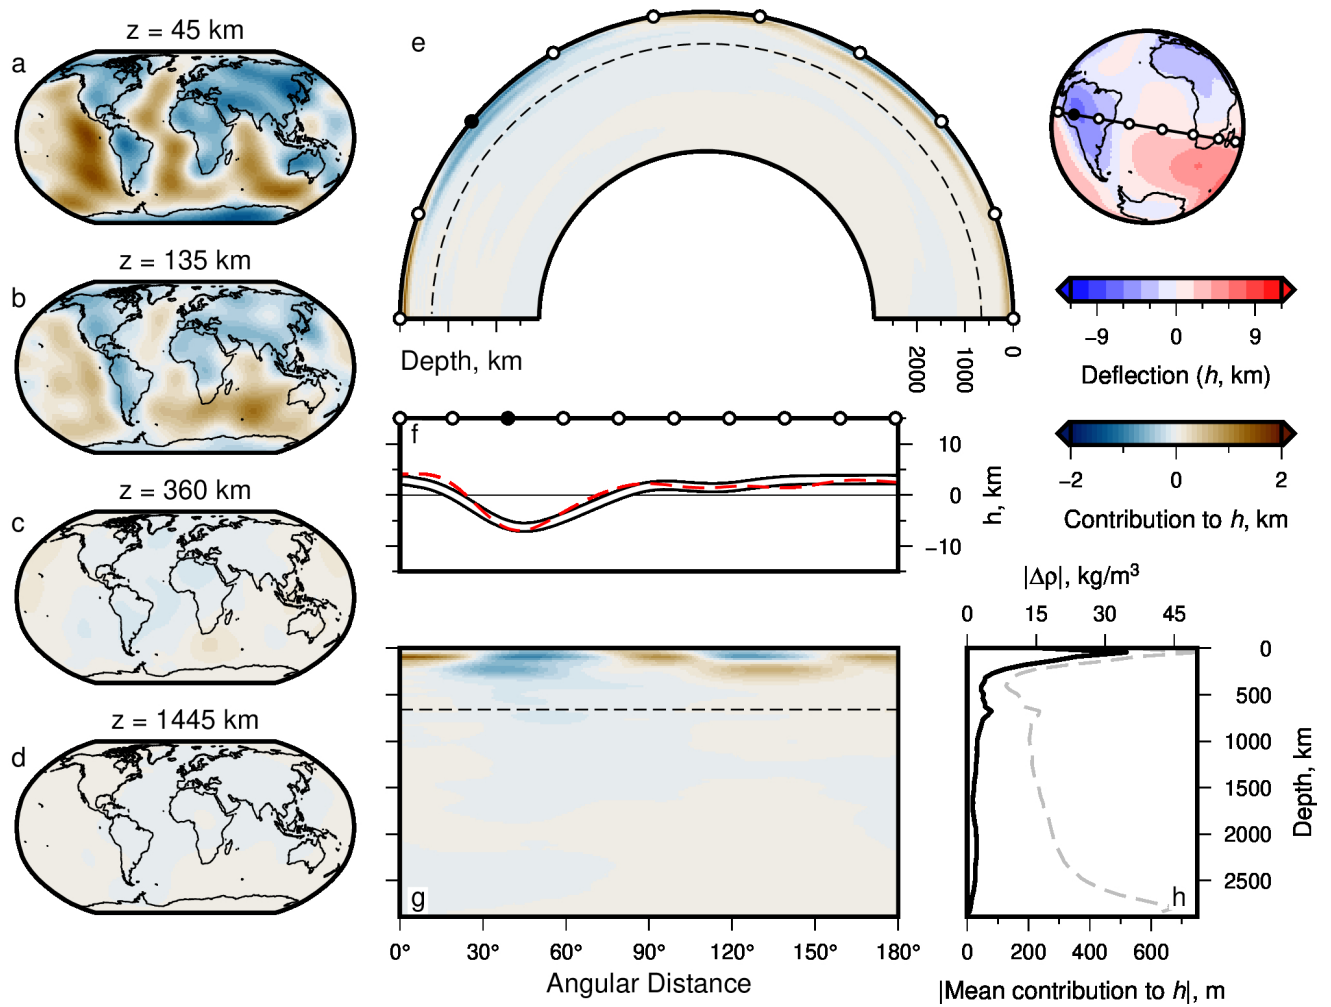 z = 45 km
a
z = 135 km
b
z = 360 km
c
z = 1445 km
d
e
Depth, km
2000
1000
0
f
10
0
−10
h, km
g
0° 30° 60° 90° 120° 150° 180°
Angular Distance
−9 0 9
Deflection (h, km)
−2 0 2
Contribution to h, km
|Δρ|, kg/m³
0 15 30 45
0
500
1000
1500
2000
2500
Depth, km
h
0 200 400 600
|Mean contribution to h|, m